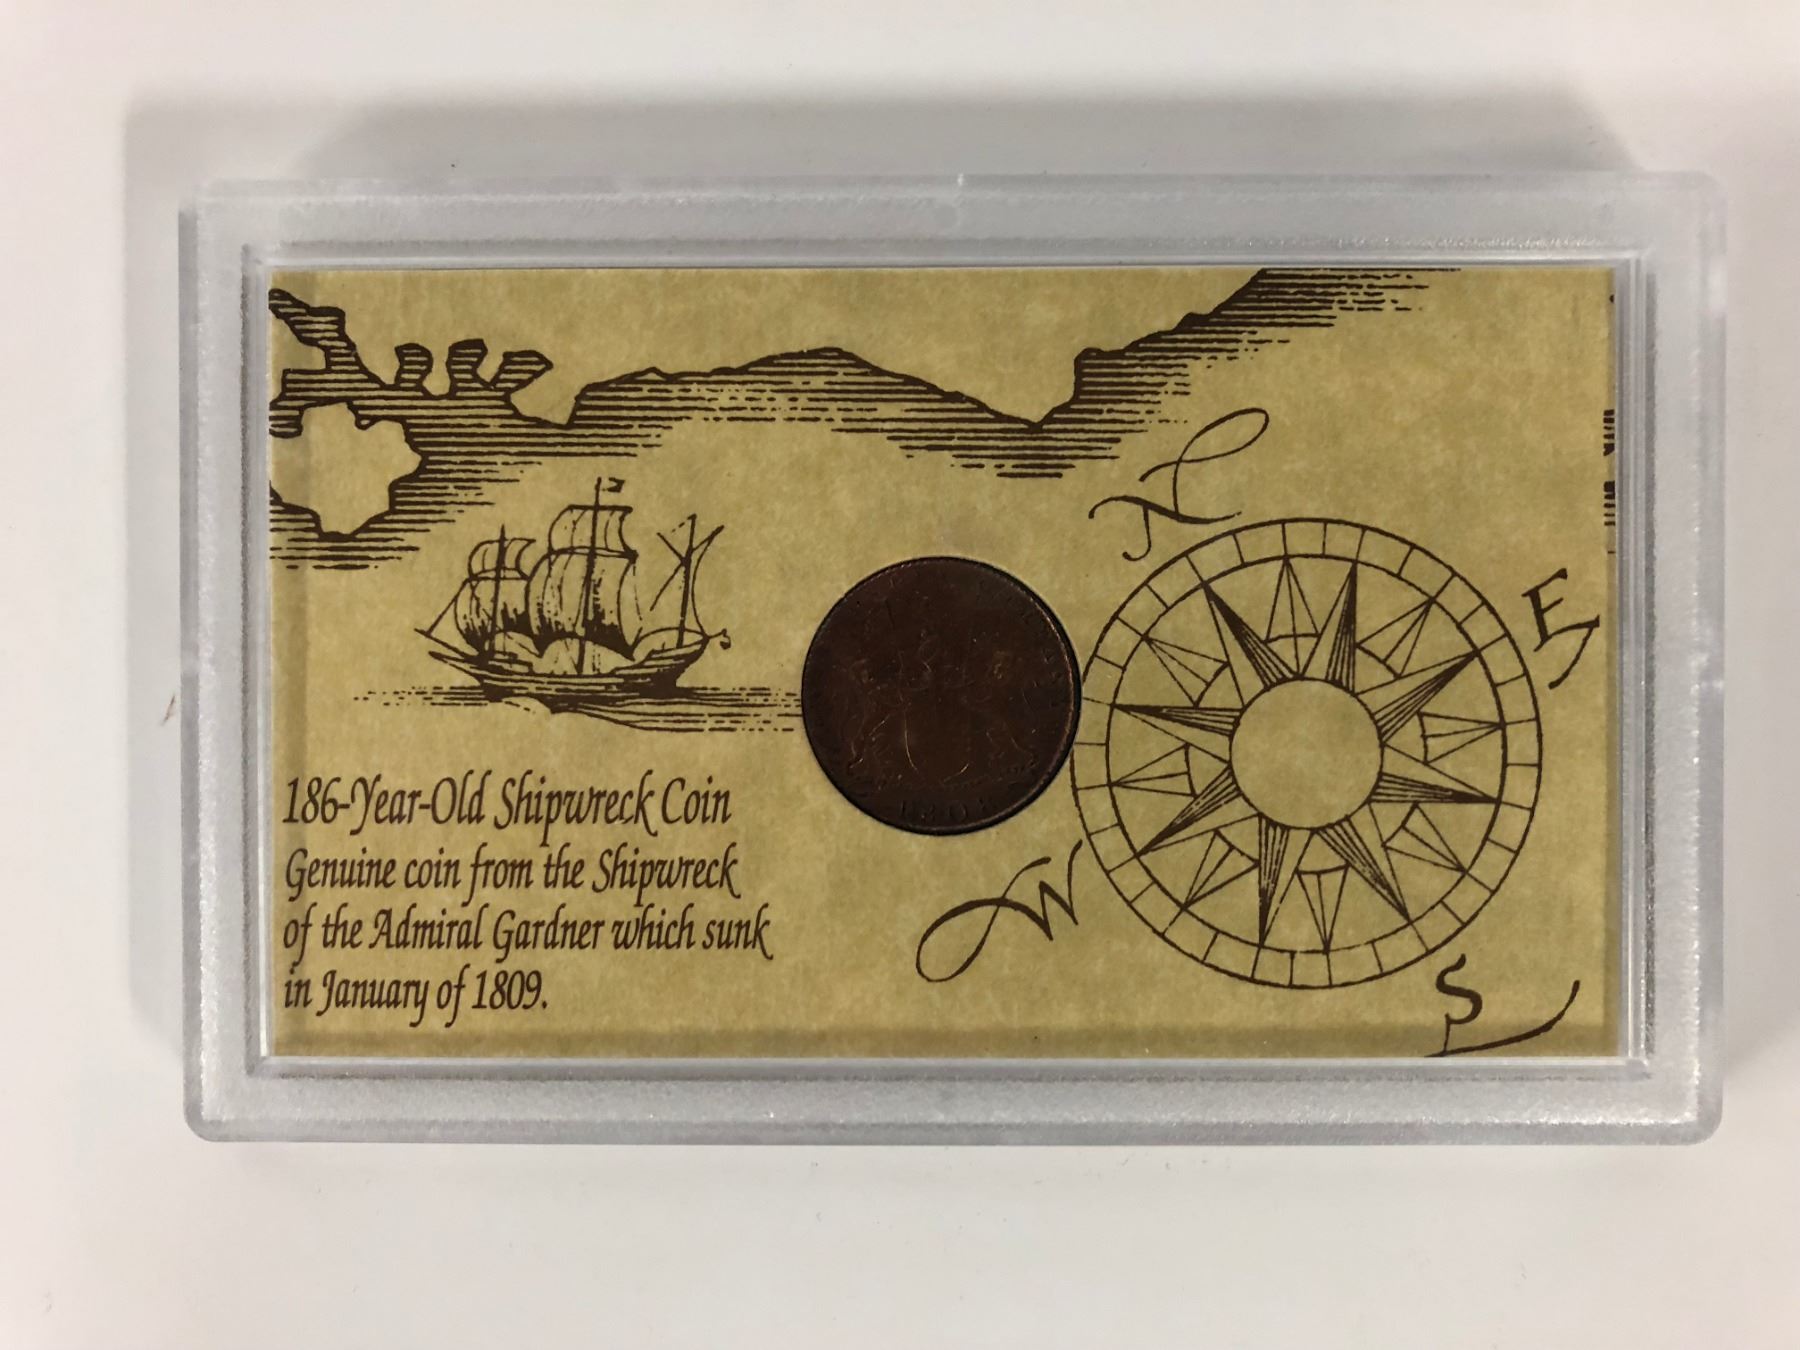 N
E
186-Year-Old Shipwreck Coin
Genuine coin from the Shipwreck
of the Admiral Gardner which sunk
in January of 1809.
1808
W
S